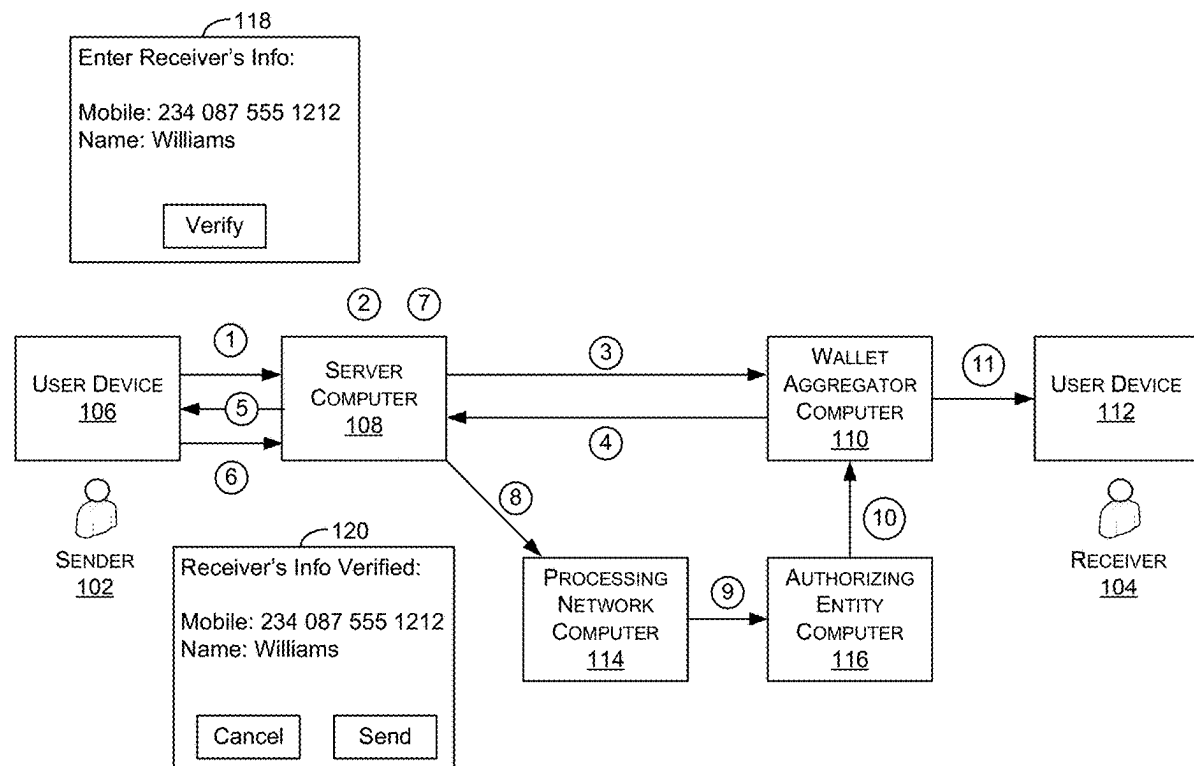 118
Enter Receiver's Info:
Mobile: 234 087 555 1212
Name: Williams
Verify
2
7
1
3
11
USER DEVICE
106
SERVER
COMPUTER
108
WALLET
AGGREGATOR
COMPUTER
110
USER DEVICE
112
5
4
6
8
10
SENDER
102
120
Receiver's Info Verified:
Mobile: 234 087 555 1212
Name: Williams
Cancel
Send
PROCESSING
NETWORK
COMPUTER
114
9
AUTHORIZING
ENTITY
COMPUTER
116
RECEIVER
104